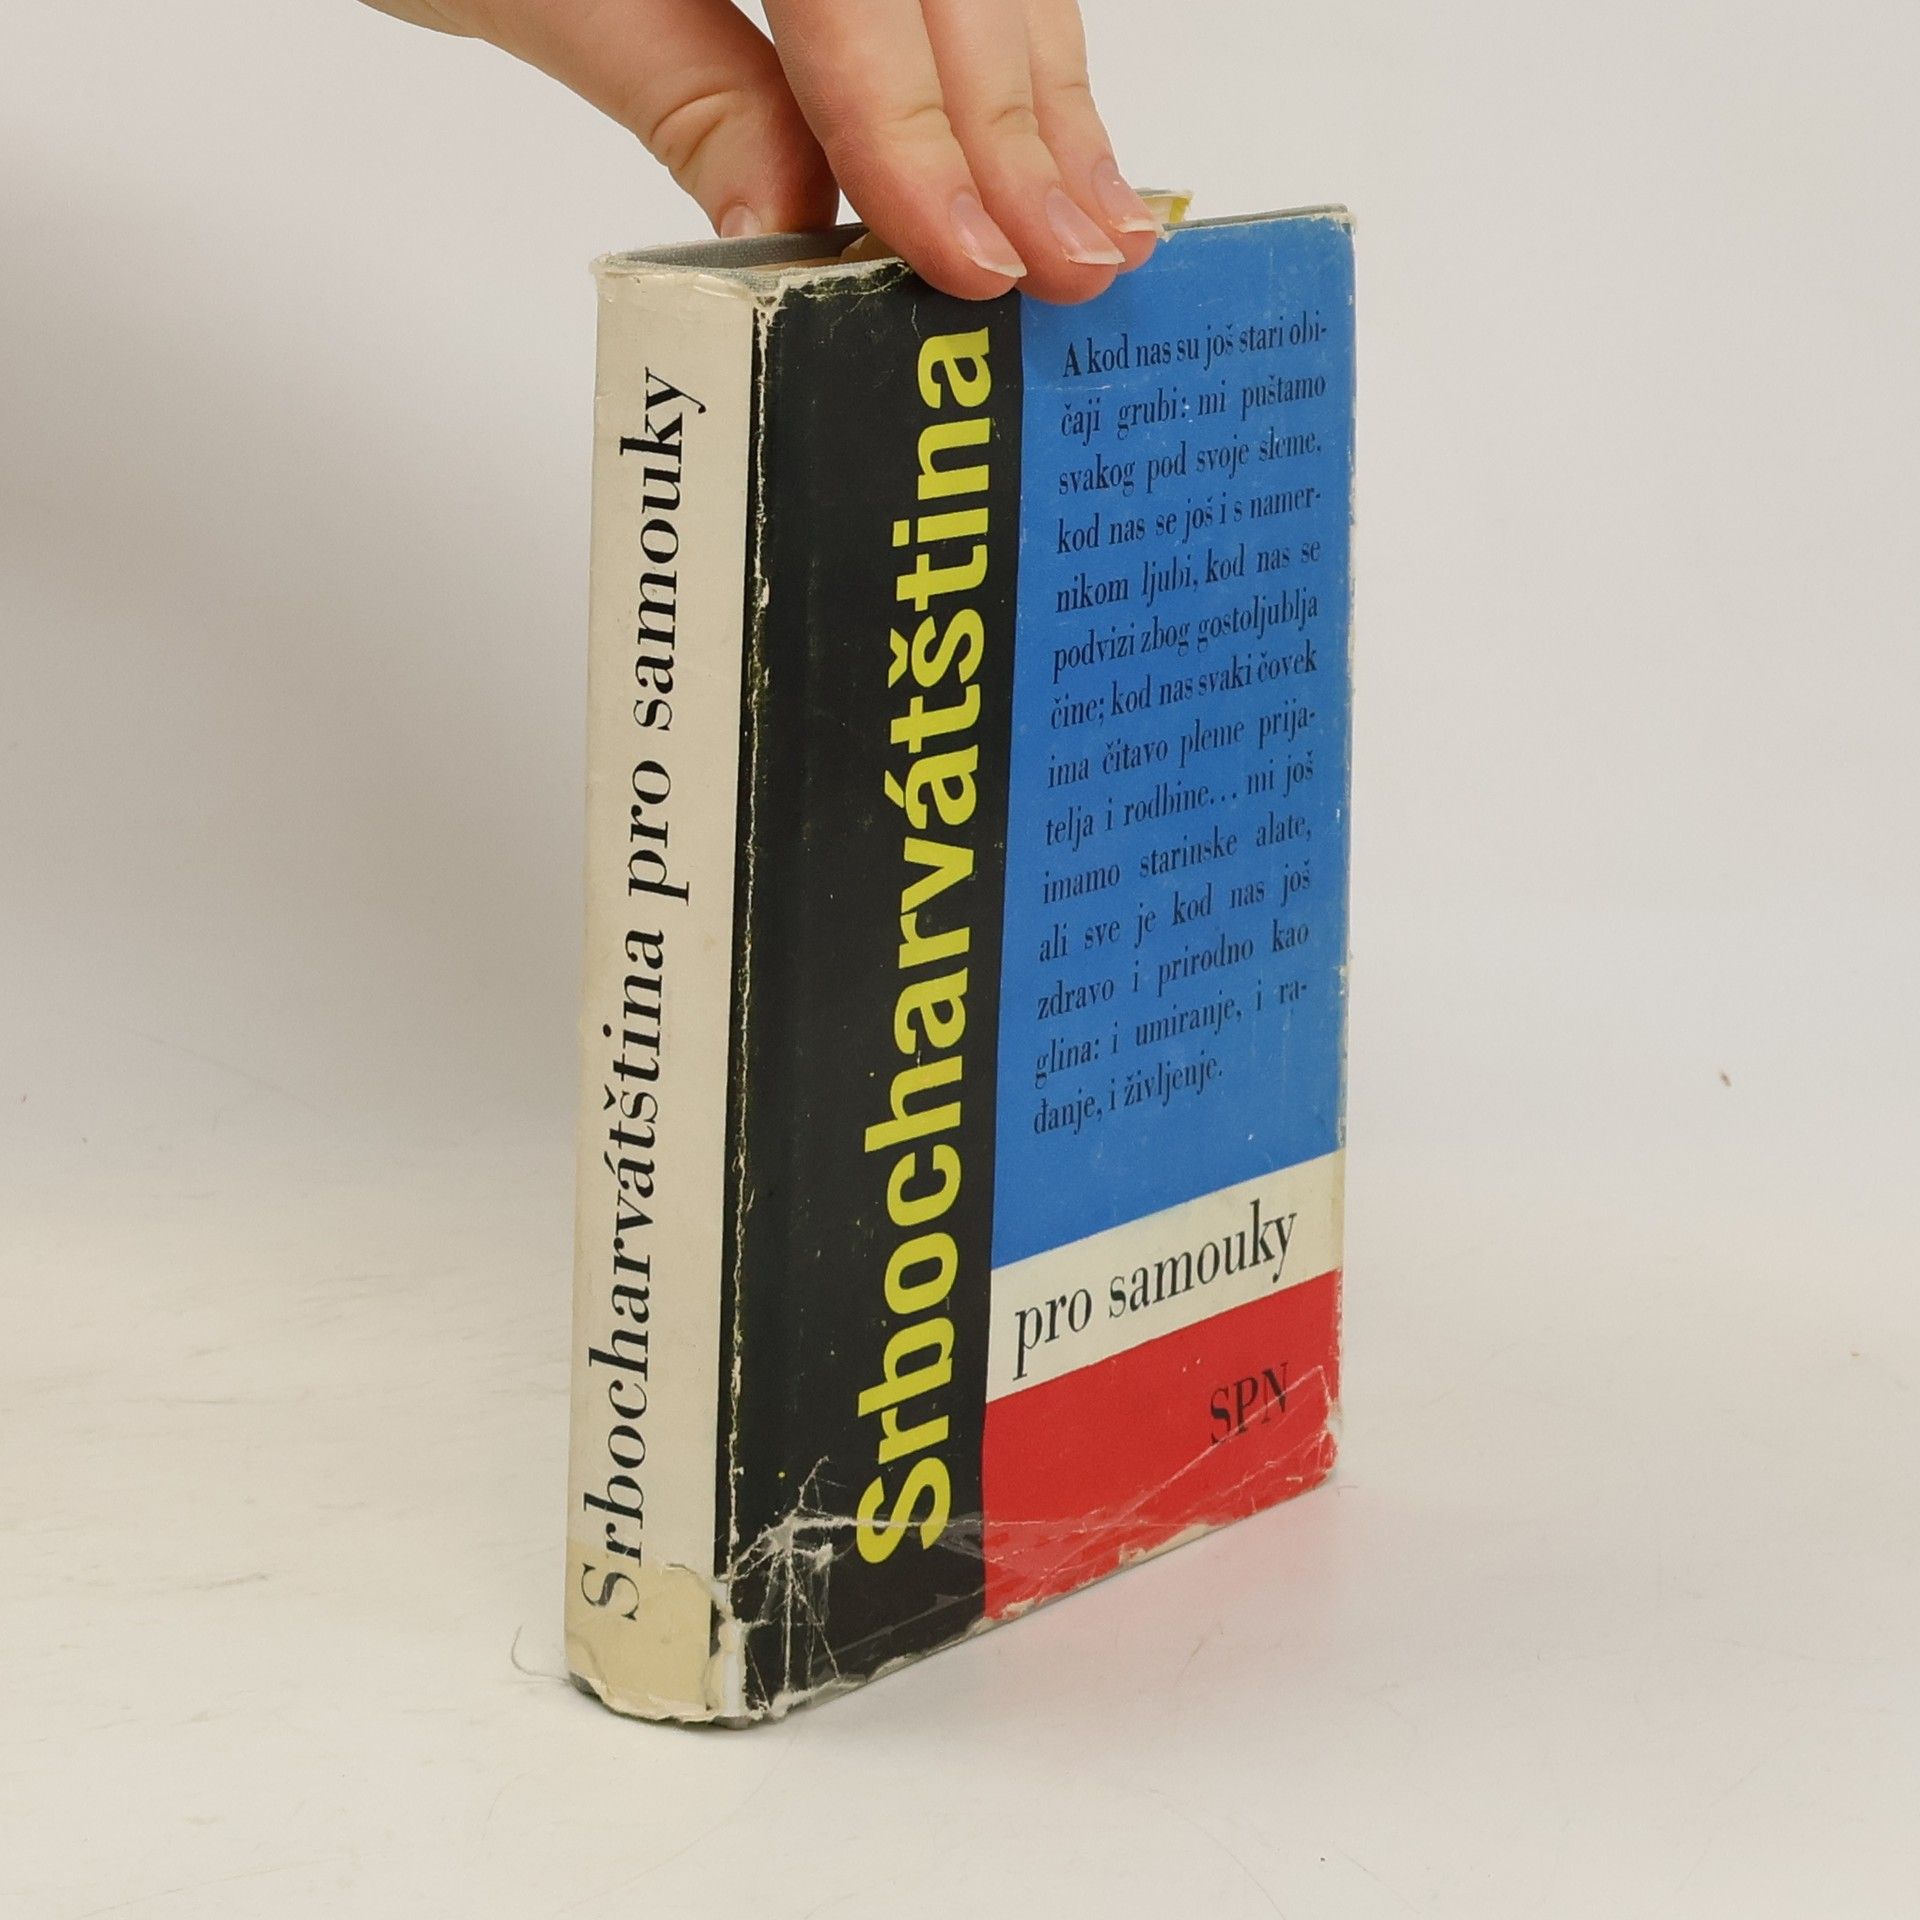 Srbocharvátština pro samouky
Srbocharvátština
A kod nas su još stari obi-
čaji grubi: mi puštamo
svakog pod svoje sleme,
kod nas se još i s namer-
nikom ljubi, kod nas se
podvizi zbog gostoljublja
čine; kod nas svaki čovek
ima čitavo pleme prija-
telja i rodbine... mi još
imamo starinske alate,
ali sve je kod nas još
zdravo i prirodno kao
glina: i umiranje, i ra-
đanje, i življenje.
pro samouky
SPN